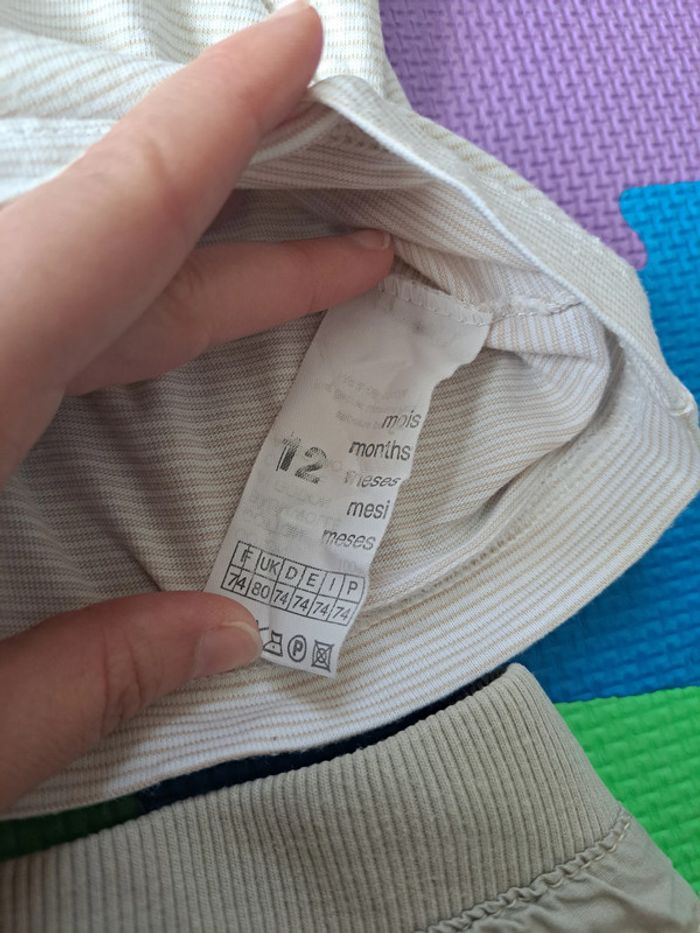 mois
months
12
meses
mesi
meses
F UK D E I P
74 80 74 74 74 74
P